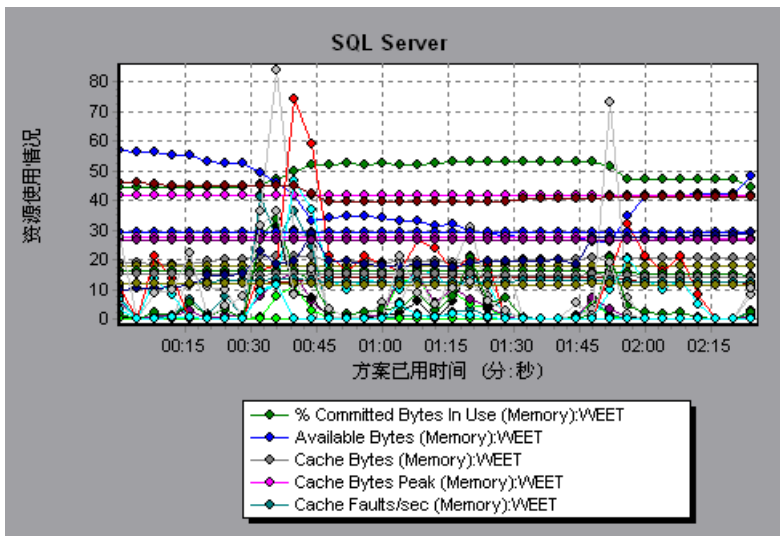 SQL Server
资源使用情况
80
70
60
50
40
30
20
10
0
00:15 00:30 00:45 01:00 01:15 01:30 01:45 02:00 02:15
方案已用时间 (分:秒)
% Committed Bytes In Use (Memory):WEET
Available Bytes (Memory):WEET
Cache Bytes (Memory):WEET
Cache Bytes Peak (Memory):WEET
Cache Faults/sec (Memory):WEET